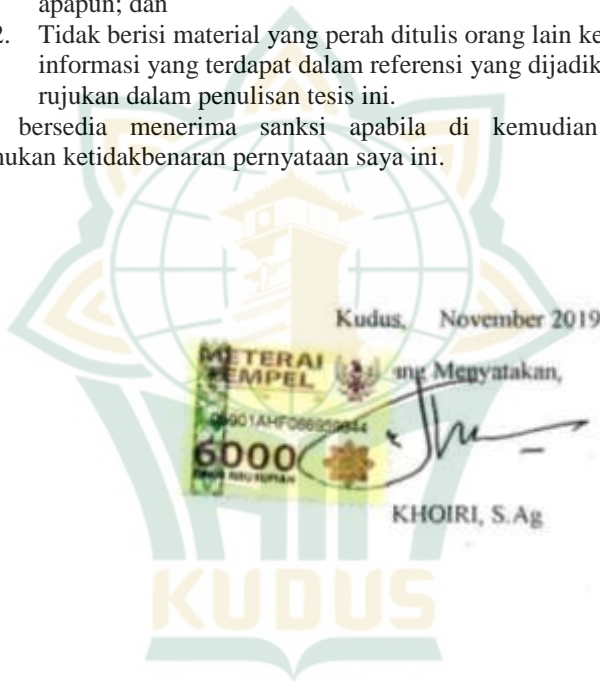 apapun; dan
2. Tidak berisi material yang perah ditulis orang lain ke
informasi yang terdapat dalam referensi yang dijadik
rujukan dalam penulisan tesis ini.
bersedia menerima sanksi apabila di kemudian
ukan ketidakbenaran pernyataan saya ini.
Kudus, November 2019
METERAI
TEMPEL
ang Menyatakan,
6000
KHOIRI, S.Ag
KUDUS